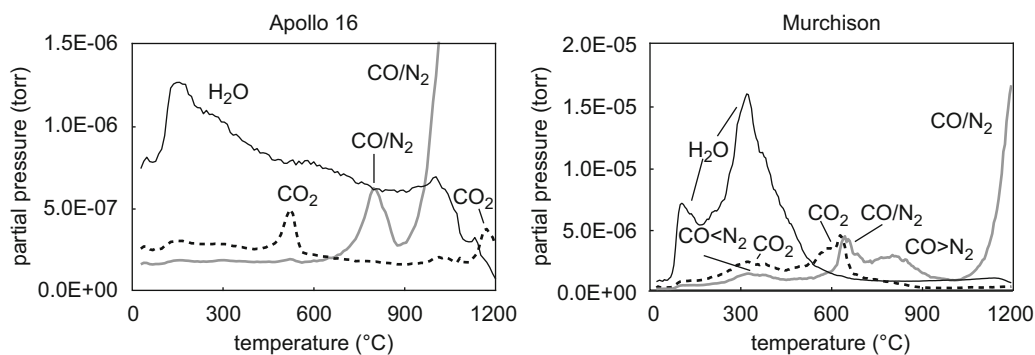 Apollo 16
partial pressure (torr)
1.5E-06
1.0E-06
5.0E-07
0.0E+00
H₂O
CO/N₂
CO/N₂
CO₂
CO₂
0 300 600 900 1200
temperature (°C)
Murchison
partial pressure (torr)
2.0E-05
1.5E-05
1.0E-05
5.0E-06
0.0E+00
CO/N₂
H₂O
CO₂
CO/N₂
CO<N₂
CO₂
CO>N₂
0 300 600 900 1200
temperature (°C)